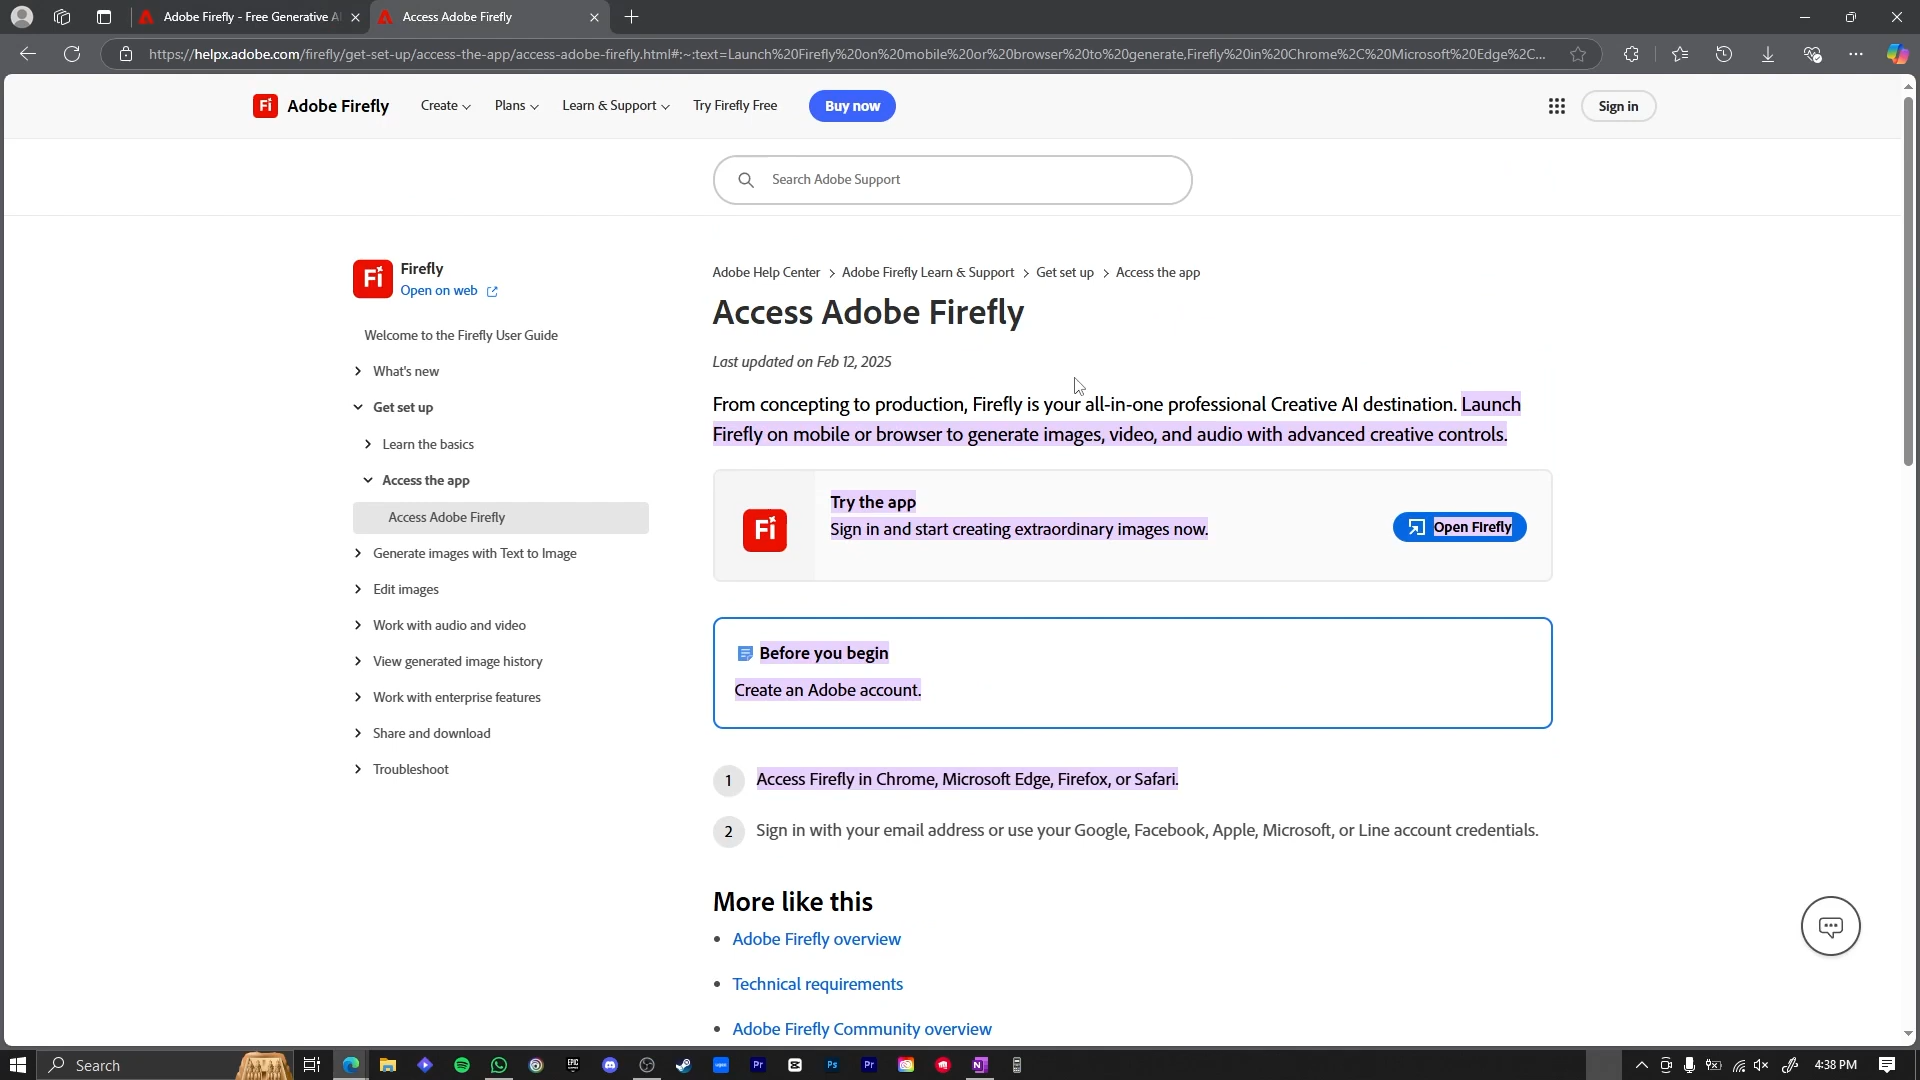 Adobe Firefly - Free Generative AI
Access Adobe Firefly
https://helpx.adobe.com/firefly/get-set-up/access-the-app/access-adobe-firefly.html#:~:text=Launch%20Firefly%20on%20mobile%20or%20browser%20to%20generate,Firefly%20in%20Chrome%2C%20Microsoft%20Edge%2C...
Fi
Adobe Firefly
Create
Plans
Learn & Support
Try Firefly Free
Buy now
Sign in
Search Adobe Support
Fi
Firefly
Open on web
Welcome to the Firefly User Guide
What's new
Get set up
Learn the basics
Access the app
Access Adobe Firefly
Generate images with Text to Image
Edit images
Work with audio and video
View generated image history
Work with enterprise features
Share and download
Troubleshoot
Adobe Help Center > Adobe Firefly Learn & Support > Get set up > Access the app
Access Adobe Firefly
Last updated on Feb 12, 2025
From concepting to production, Firefly is your all-in-one professional Creative AI destination. Launch
Firefly on mobile or browser to generate images, video, and audio with advanced creative controls.
Fi
Try the app
Sign in and start creating extraordinary images now.
Open Firefly
Before you begin
Create an Adobe account.
1 Access Firefly in Chrome, Microsoft Edge, Firefox, or Safari.
2 Sign in with your email address or use your Google, Facebook, Apple, Microsoft, or Line account credentials.
More like this
• Adobe Firefly overview
• Technical requirements
• Adobe Firefly Community overview
Search
EPIC
Pr
Ps
Pr
N
4:38 PM